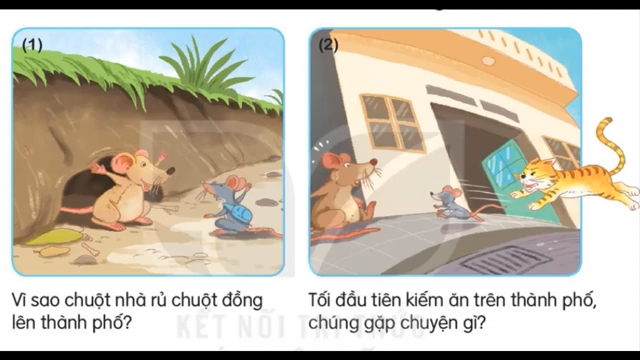 (1)
(2)
Vì sao chuột nhà rủ chuột đồng
lên thành phố?
Tối đầu tiên kiếm ăn trên thành phố,
chúng gặp chuyện gì?
KẾT NỐI TRI THỨC